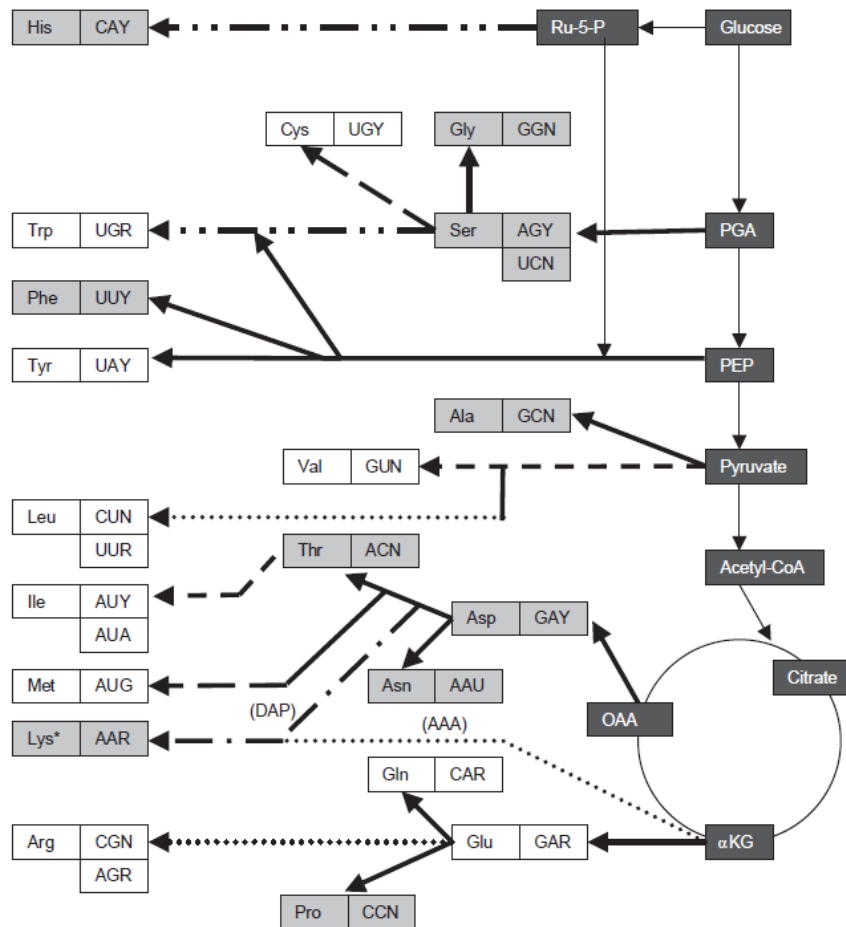 His CAY Ru-5-P Glucose
Cys UGY Gly GGN
Trp UGR Ser AGY PGA
UCN
Phe UUY
Tyr UAY PEP
Ala GCN
Val GUN Pyruvate
Leu CUN
UUR Thr ACN
Acetyl-CoA
Ile AUY
AUA Asp GAY
Citrate
Met AUG Asn AAU
(DAP) (AAA) OAA
Lys* AAR
Gln CAR
Arg CGN Glu GAR αKG
AGR
Pro CCN